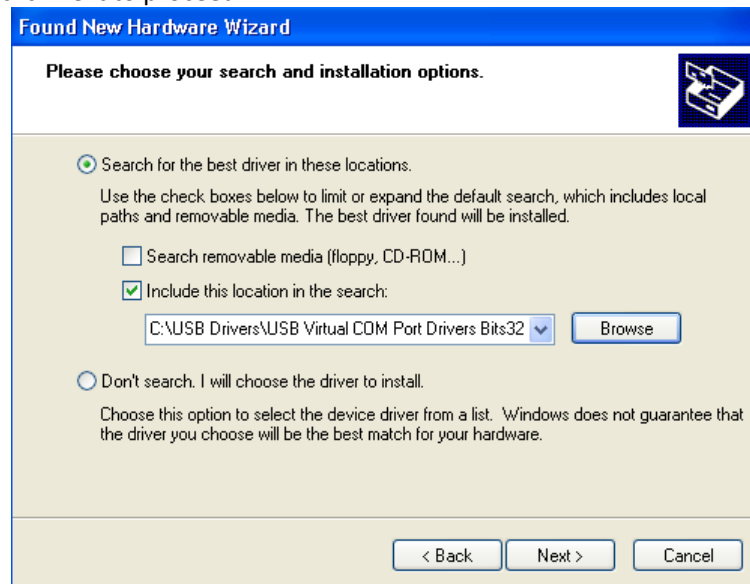 Found New Hardware Wizard
Please choose your search and installation options.
Search for the best driver in these locations.
Use the check boxes below to limit or expand the default search, which includes local
paths and removable media. The best driver found will be installed.
Search removable media (floppy, CD-ROM...)
Include this location in the search:
C:\USB Drivers\USB Virtual COM Port Drivers Bits32
Browse
Don't search. I will choose the driver to install.
Choose this option to select the device driver from a list. Windows does not guarantee that
the driver you choose will be the best match for your hardware.
< Back Next > Cancel